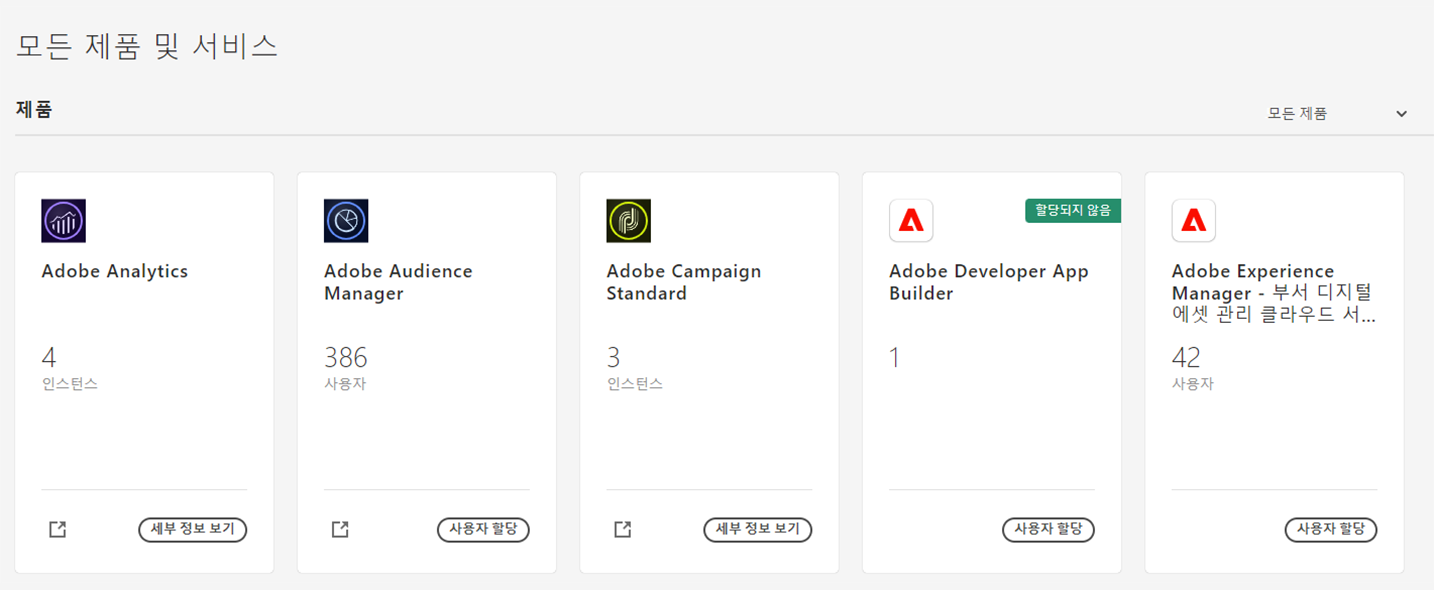 모든 제품 및 서비스
제품
모든 제품
Adobe Analytics
4
인스턴스
세부 정보 보기
Adobe Audience
Manager
386
사용자
사용자 할당
Adobe Campaign
Standard
3
인스턴스
세부 정보 보기
할당되지 않음
Adobe Developer App
Builder
1
사용자 할당
Adobe Experience
Manager - 부서 디지털
에셋 관리 클라우드 서...
42
사용자
사용자 할당